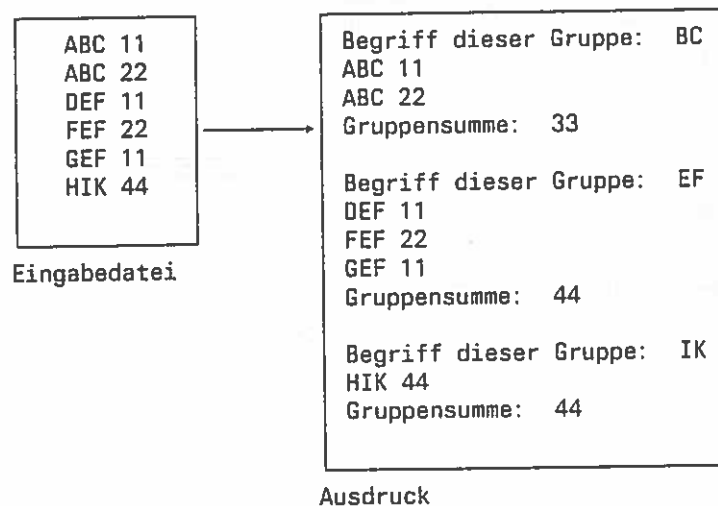 ABC 11
ABC 22
DEF 11
FEF 22
GEF 11
HIK 44
Eingabedatei
Begriff dieser Gruppe: BC
ABC 11
ABC 22
Gruppensumme: 33
Begriff dieser Gruppe: EF
DEF 11
FEF 22
GEF 11
Gruppensumme: 44
Begriff dieser Gruppe: IK
HIK 44
Gruppensumme: 44
Ausdruck